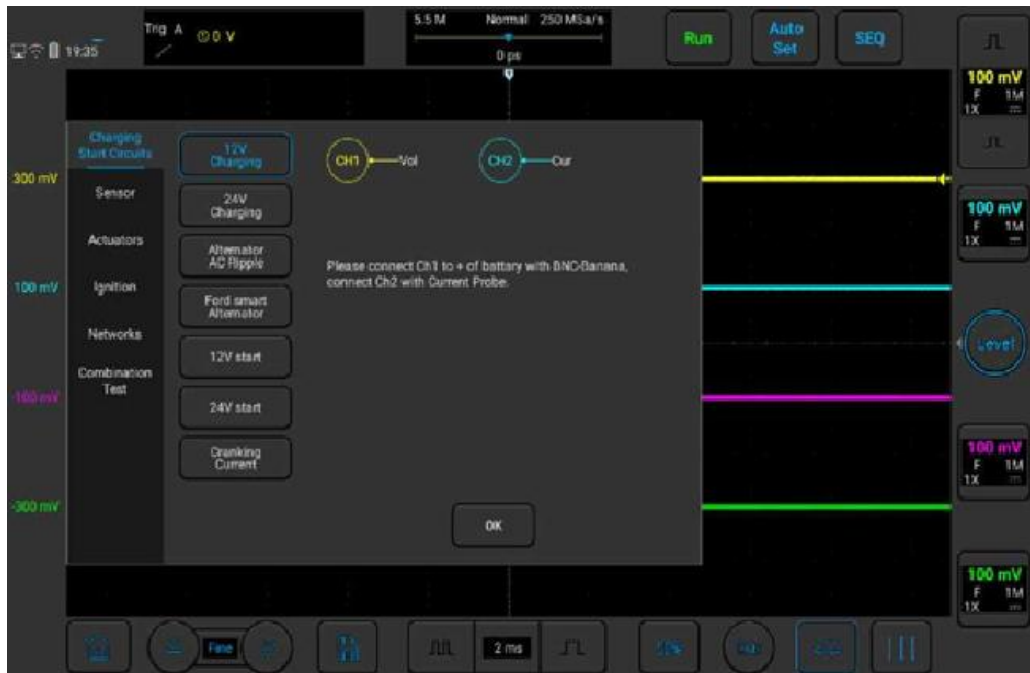 5.5 M Normal 250 MSa/s
Trig A 0 V
19:35
0 ps
Run
Auto
Set
SEQ
100 mV
F 1M
1X
Charging
Start Circuits
Sensor
Actuators
Ignition
Networks
Combination
Test
12V
Charging
24V
Charging
Alternator
AC Ripple
Ford smart
Alternator
12V start
24V start
Cranking
Current
CH1 Vol
CH2 Cur
Please connect Ch1 to + of battary with BNC-Banana,
connect Ch2 with Current Probe.
OK
300 mV
100 mV
-100 mV
-300 mV
100 mV
F 1M
1X
Level
100 mV
F 1M
1X
100 mV
F 1M
1X
Fine
2 ms
50%